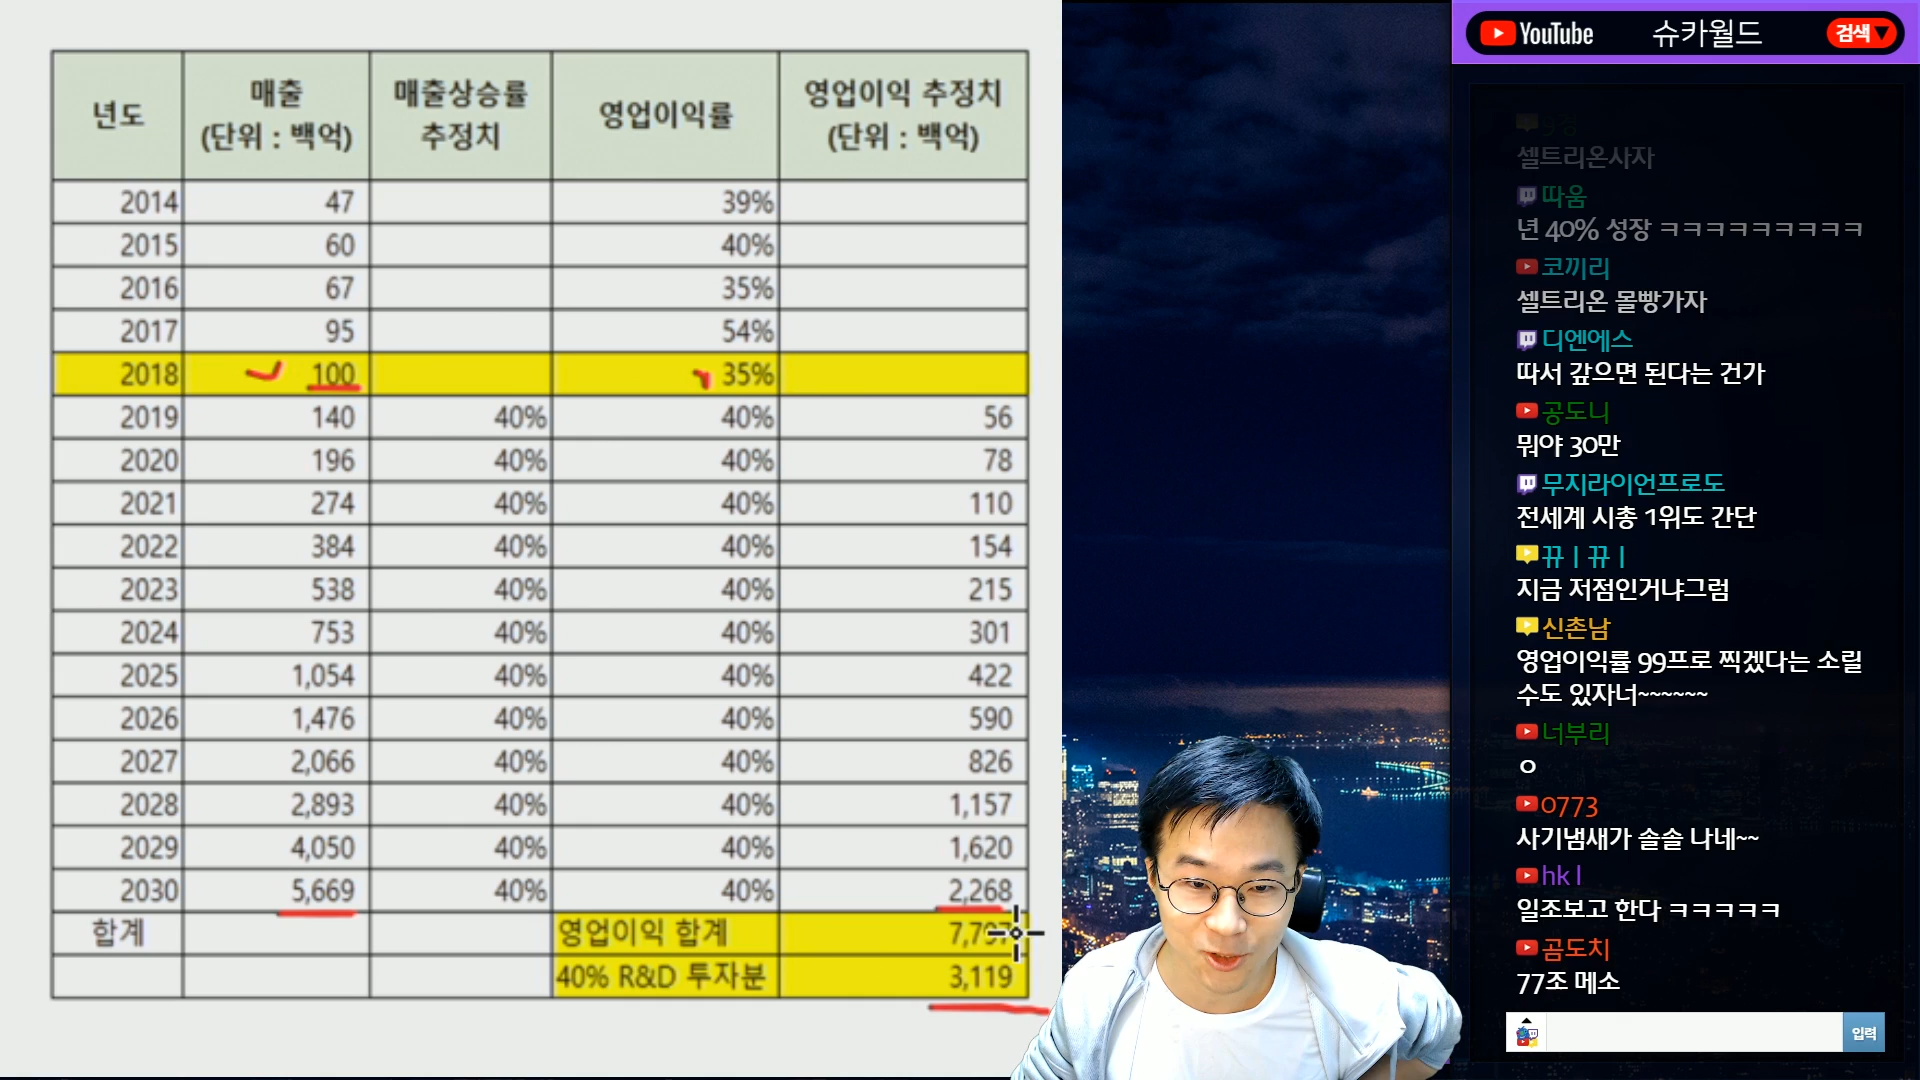 년도 매출 (단위 : 백억) 매출상승률 추정치 영업이익률 영업이익 추정치 (단위 : 백억)
2014 47 39%
2015 60 40%
2016 67 35%
2017 95 54%
2018 100 35%
2019 140 40% 40% 56
2020 196 40% 40% 78
2021 274 40% 40% 110
2022 384 40% 40% 154
2023 538 40% 40% 215
2024 753 40% 40% 301
2025 1,054 40% 40% 422
2026 1,476 40% 40% 590
2027 2,066 40% 40% 826
2028 2,893 40% 40% 1,157
2029 4,050 40% 40% 1,620
2030 5,669 40% 40% 2,268
합계 영업이익 합계
40% R&D 투자분 3,119
YouTube 슈카월드 검색▼
셀트리온사자
따움
년 40% 성장 ㅋㅋㅋㅋㅋㅋㅋㅋㅋ
코끼리
셀트리온 몰빵가자
디엔에스
따서 갚으면 된다는 건가
공도니
뭐야 30만
무지라이언프로도
전세계 시총 1위도 간단
뀨ㅣ뀨ㅣ
지금 저점인거냐그럼
신촌남
영업이익률 99프로 찍겠다는 소릴
수도 있자너~~~~~~
너부리
ㅇ
0773
사기냄새가 솔솔 나네~~
hk l
일조보고 한다 ㅋㅋㅋㅋㅋ
곰도치
77조 메소
입력